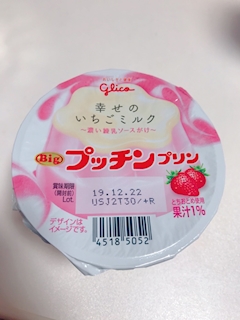 glico
幸せの
いちごミルク
～濃い練乳ソースがけ～
Big プッチンプリン
賞味期限
(開封前)
Lot.
19.12.22
USJ2T30/+R
とちおとめ使用
果汁1%
デザインは
イメージです。
4518 5052